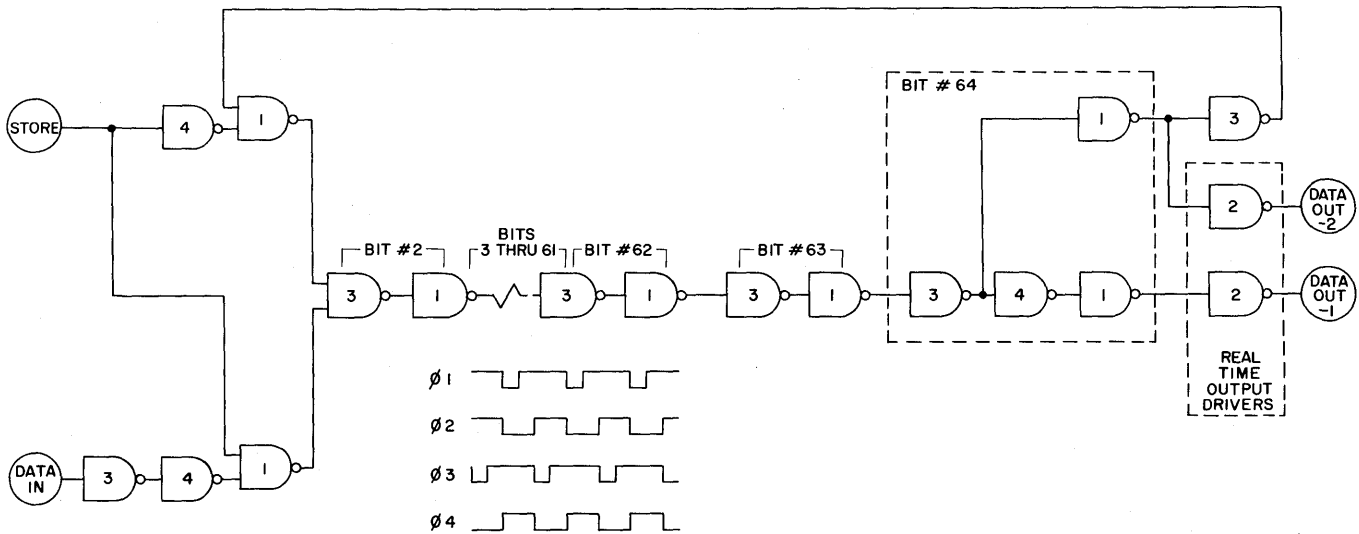 BIT # 64
STORE
4
1
1
3
DATA
OUT
-2
2
BIT #2
BITS
3 THRU 61
BIT #62
BIT #63
3
1
3
1
3
1
3
4
1
2
DATA
OUT
-1
REAL
TIME
OUTPUT
DRIVERS
Ø1
Ø2
Ø3
Ø4
DATA
IN
3
4
1